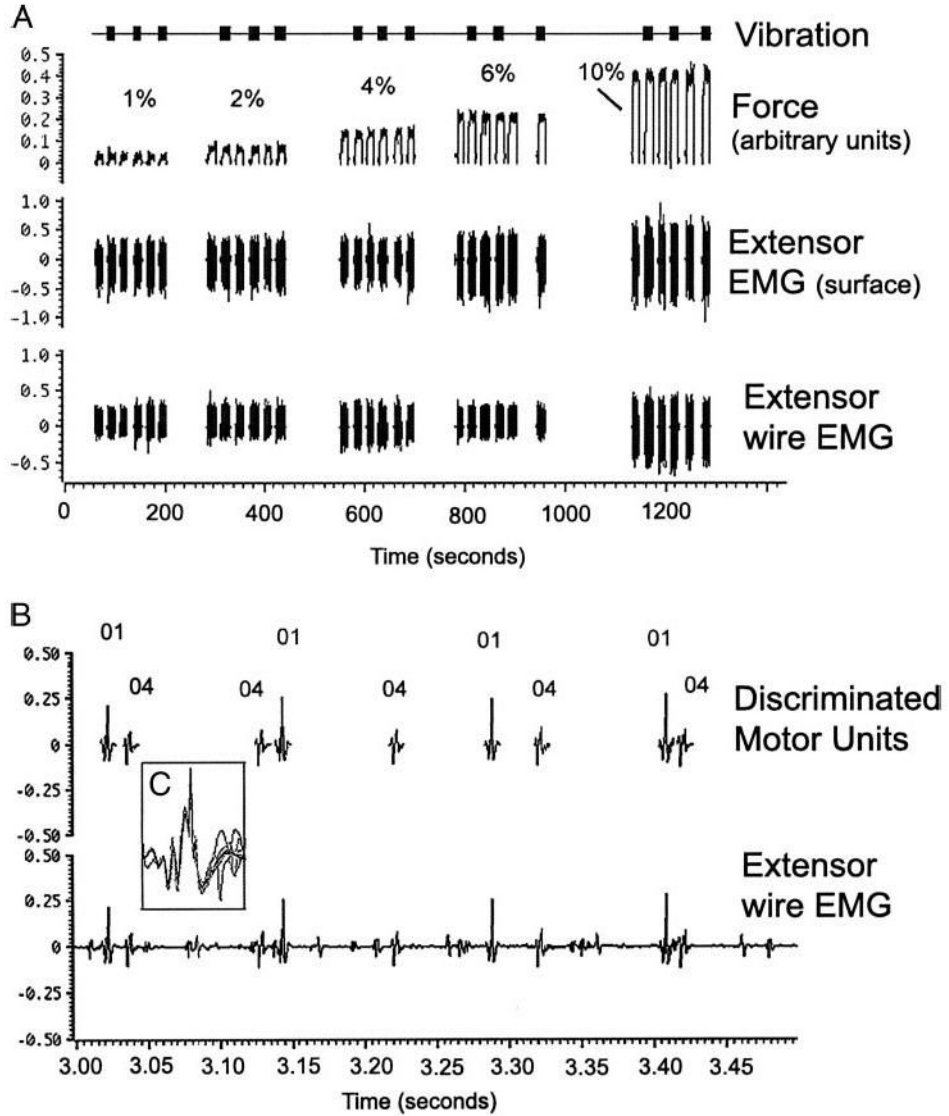 A
Vibration
0.5
0.4
0.3
0.2
0.1
0
1%
2%
4%
6%
10%
Force
(arbitrary units)
1.0
0.5
0
-0.5
-1.0
Extensor
EMG (surface)
1.0
0.5
0
-0.5
Extensor
wire EMG
0 200 400 600 800 1000 1200
Time (seconds)
B
01 01 01 01
04 04 04 04 04
0.50
0.25
0
-0.25
-0.50
Discriminated
Motor Units
C
0.50
0.25
0
-0.25
-0.50
Extensor
wire EMG
3.00 3.05 3.10 3.15 3.20 3.25 3.30 3.35 3.40 3.45
Time (seconds)